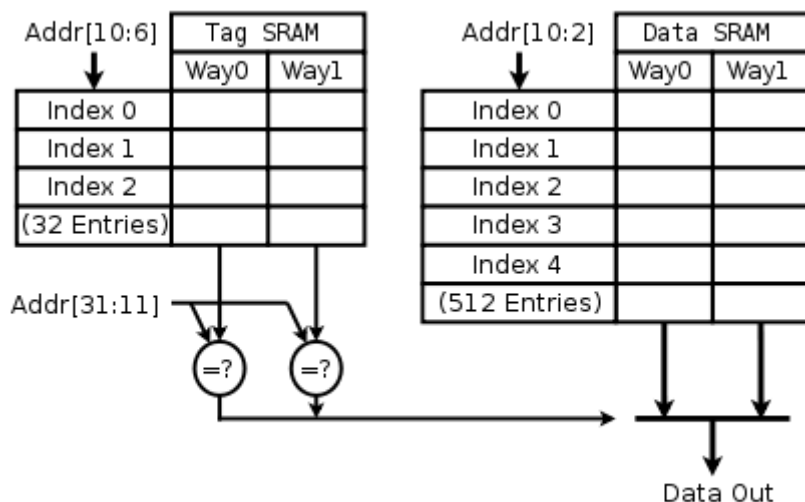 Addr[10:6]
Tag SRAM
Way0 Way1
Index 0
Index 1
Index 2
(32 Entries)
Addr[31:11]
=? =?
Addr[10:2]
Data SRAM
Way0 Way1
Index 0
Index 1
Index 2
Index 3
Index 4
(512 Entries)
Data Out